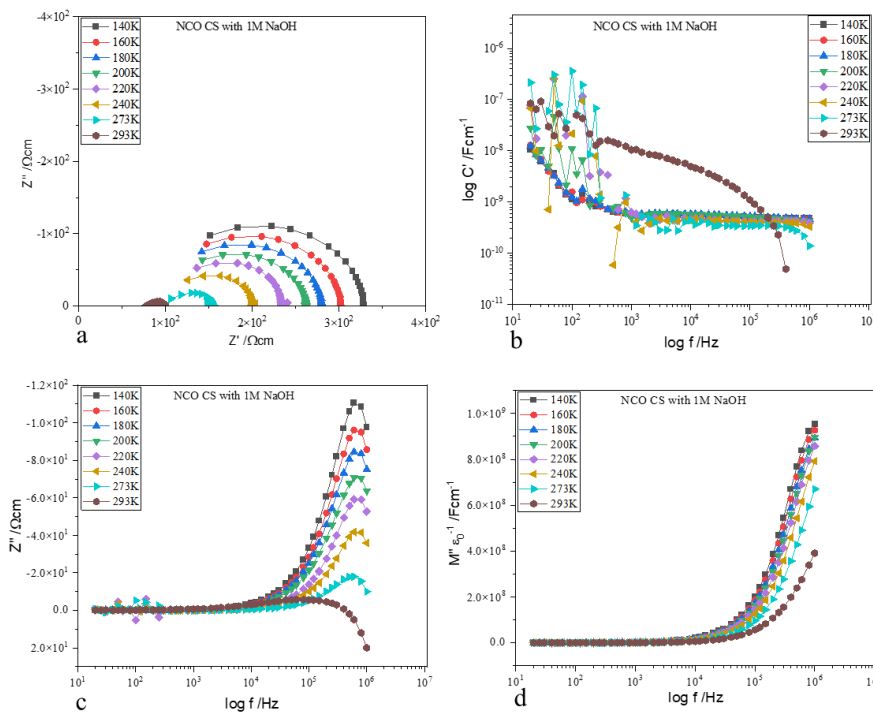 NCO CS with 1M NaOH
140K
160K
180K
200K
220K
240K
273K
293K
-4×10²
-3×10²
-2×10²
-1×10²
0
0
1×10²
2×10²
3×10²
4×10²
Z'' /Ωcm
Z' /Ωcm
a
NCO CS with 1M NaOH
140K
160K
180K
200K
220K
240K
273K
293K
10⁻⁶
10⁻⁷
10⁻⁸
10⁻⁹
10⁻¹⁰
10⁻¹¹
10¹
10²
10³
10⁴
10⁵
10⁶
10⁷
log C' /Fcm⁻¹
log f /Hz
b
NCO CS with 1M NaOH
140K
160K
180K
200K
220K
240K
273K
293K
-1.2×10²
-1.0×10²
-8.0×10¹
-6.0×10¹
-4.0×10¹
-2.0×10¹
0.0
2.0×10¹
10¹
10²
10³
10⁴
10⁵
10⁶
10⁷
Z'' /Ωcm
log f /Hz
c
NCO CS with 1M NaOH
140K
160K
180K
200K
220K
240K
273K
293K
1.0×10⁹
8.0×10⁸
6.0×10⁸
4.0×10⁸
2.0×10⁸
0.0
10¹
10²
10³
10⁴
10⁵
10⁶
10⁷
M'' ε₀⁻¹ /Fcm⁻¹
log f /Hz
d